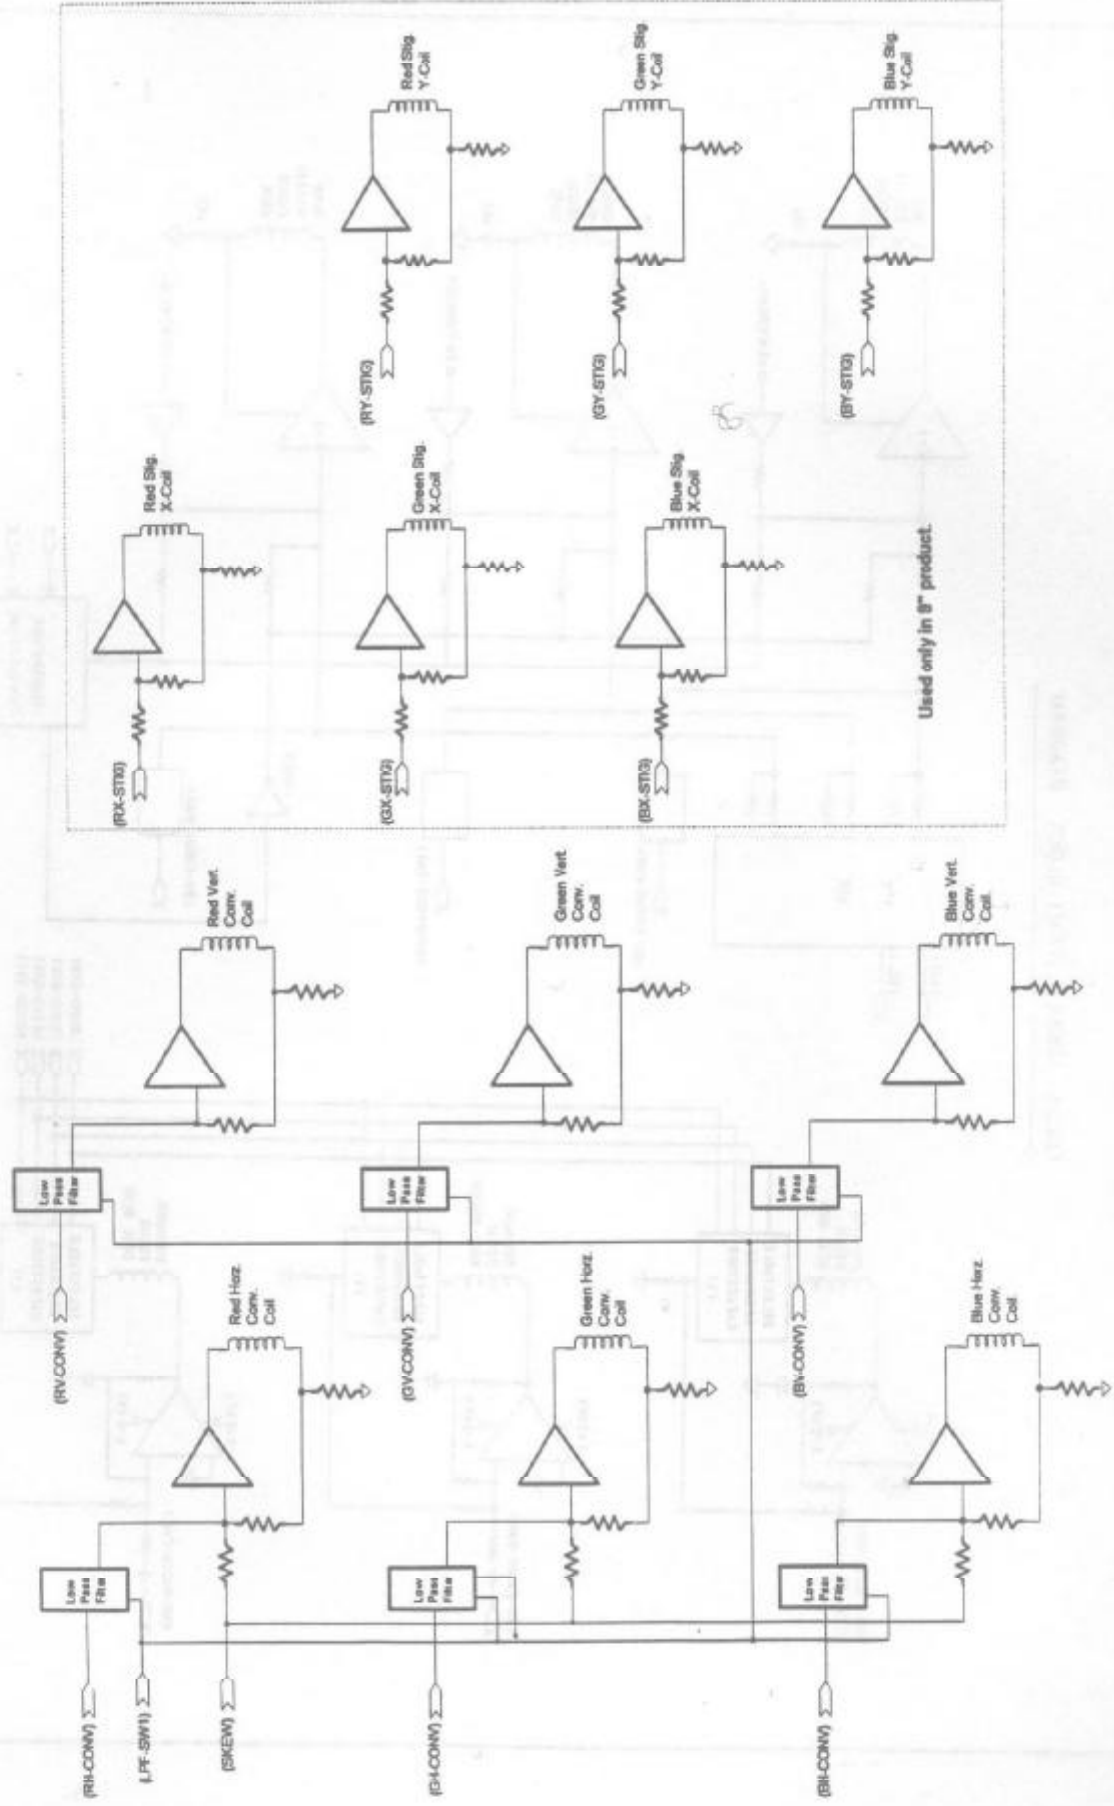 (RH-CONV)
(LPF-SW1)
(SKEW)
Low
Pass
Filter
Red Horz.
Conv.
Coil
(RV-CONV)
Low
Pass
Filter
Red Vert.
Conv.
Coil
(RX-STIG)
Red Stig.
X-Coil
(RY-STIG)
Red Stig.
Y-Coil
(GH-CONV)
Low
Pass
Filter
Green Horz.
Conv.
Coil
(GV-CONV)
Low
Pass
Filter
Green Vert.
Conv.
Coil
(GX-STIG)
Green Stig.
X-Coil
(GY-STIG)
Green Stig.
Y-Coil
(BH-CONV)
Low
Pass
Filter
Blue Horz.
Conv.
Coil
(BV-CONV)
Low
Pass
Filter
Blue Vert.
Conv.
Coil
(BX-STIG)
Blue Stig.
X-Coil
(BY-STIG)
Blue Stig.
Y-Coil
Used only in 9" product.